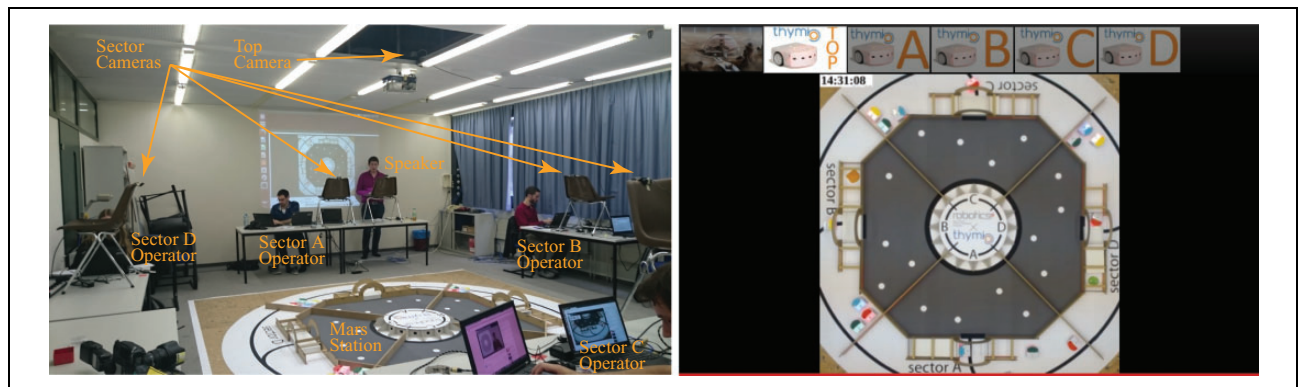 Sector
Cameras
Top
Camera
Speaker
Sector D
Operator
Sector A
Operator
Sector B
Operator
Mars
Station
Sector C
Operator
thymio
TOP
thymio
A
thymio
B
thymio
C
thymio
D
14:31:08
sector C
sector B
sector D
C
robotics
B
D
thymio
A
sector A